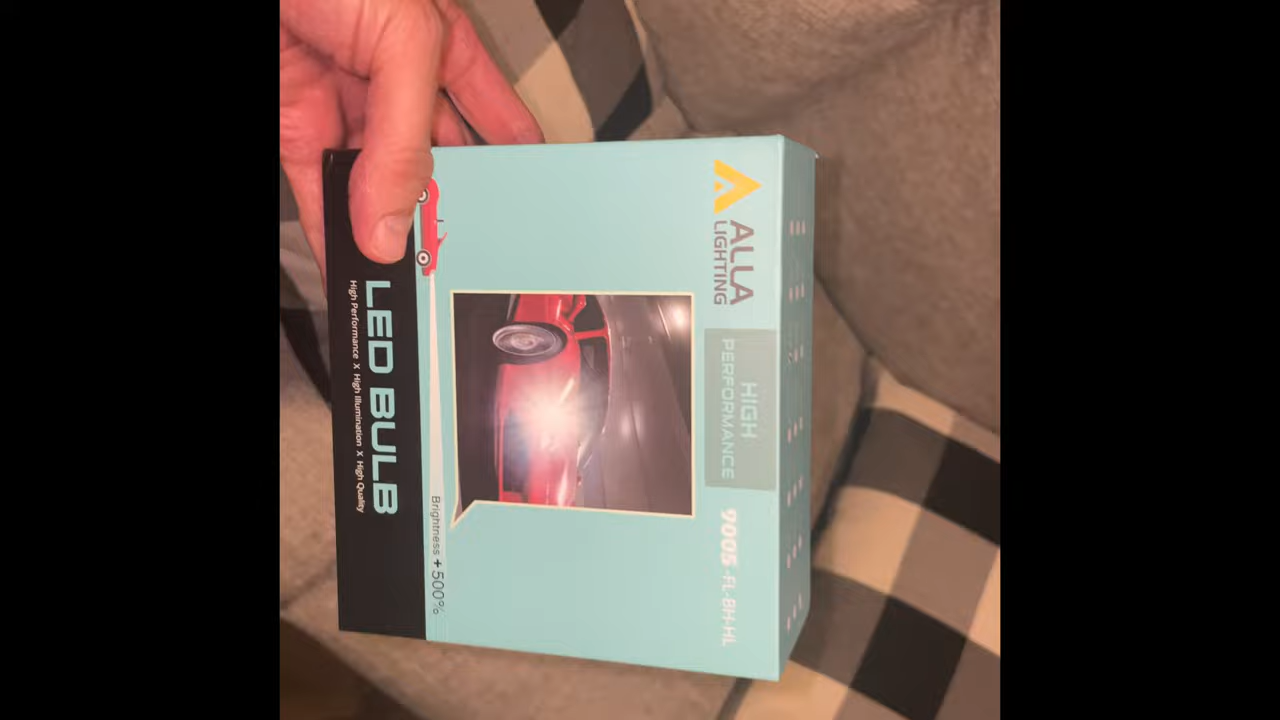 ALLA
LIGHTING
HIGH
PERFORMANCE
9005-FL-BH-HL
Brightness + 500%
LED BULB
High Performance X High Illumination X High Quality